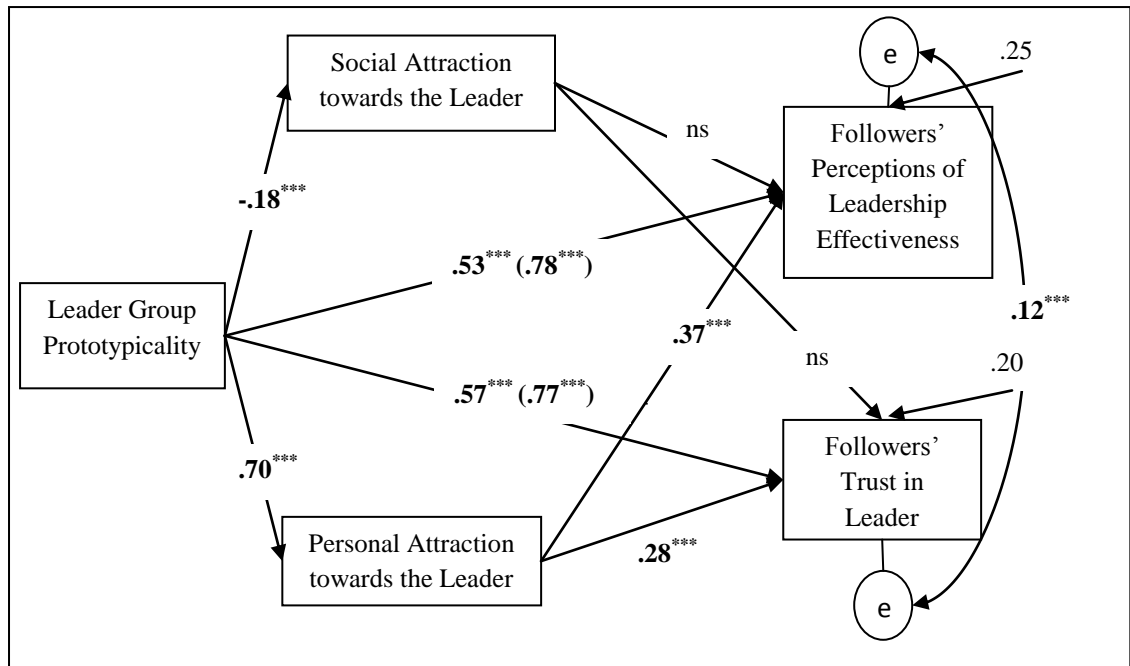 Social Attraction
towards the Leader
e
.25
ns
Followers’
Perceptions of
Leadership
Effectiveness
-.18***
.53*** (.78***)
Leader Group
Prototypicality
.37***
.12***
ns
.20
.57*** (.77***)
.70***
Followers’
Trust in
Leader
Personal Attraction
towards the Leader
.28***
e